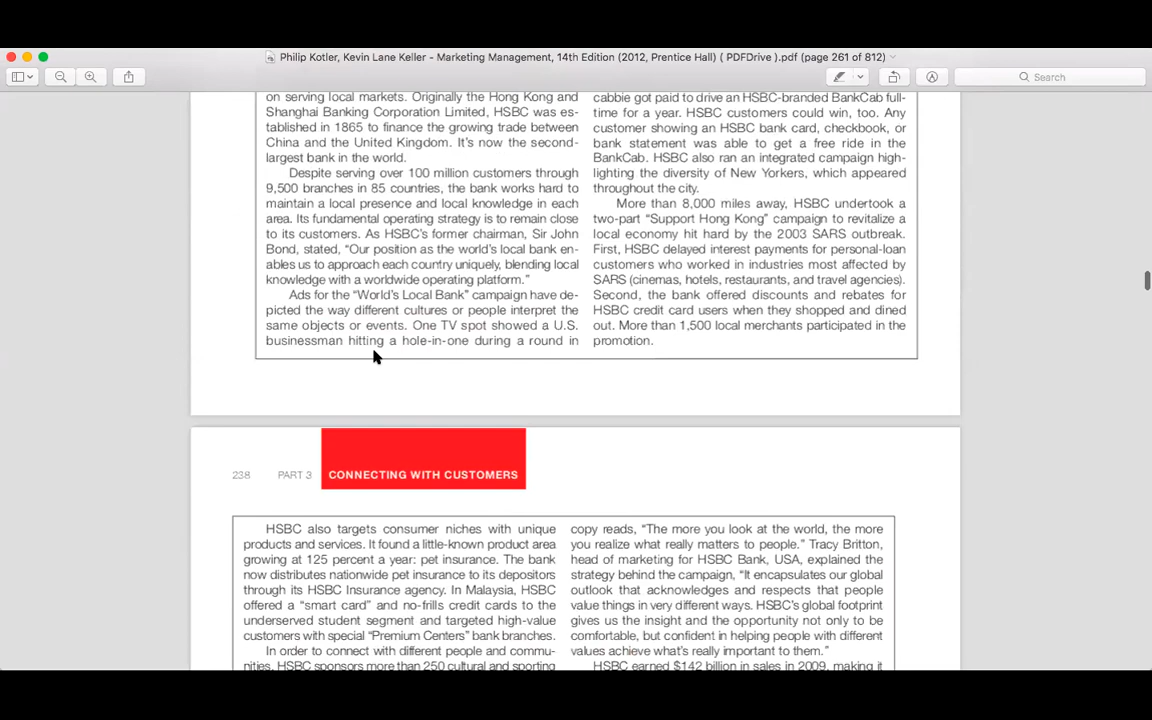 Philip Kotler, Kevin Lane Keller - Marketing Management, 14th Edition (2012, Prentice Hall) ( PDFDrive ).pdf (page 261 of 812)
Search
on serving local markets. Originally the Hong Kong and
Shanghai Banking Corporation Limited, HSBC was es-
tablished in 1865 to finance the growing trade between
China and the United Kingdom. It's now the second-
largest bank in the world.
Despite serving over 100 million customers through
9,500 branches in 85 countries, the bank works hard to
maintain a local presence and local knowledge in each
area. Its fundamental operating strategy is to remain close
to its customers. As HSBC's former chairman, Sir John
Bond, stated, “Our position as the world's local bank en-
ables us to approach each country uniquely, blending local
knowledge with a worldwide operating platform.”
Ads for the “World's Local Bank” campaign have de-
picted the way different cultures or people interpret the
same objects or events. One TV spot showed a U.S.
businessman hitting a hole-in-one during a round in
cabbie got paid to drive an HSBC-branded BankCab full-
time for a year. HSBC customers could win, too. Any
customer showing an HSBC bank card, checkbook, or
bank statement was able to get a free ride in the
BankCab. HSBC also ran an integrated campaign high-
lighting the diversity of New Yorkers, which appeared
throughout the city.
More than 8,000 miles away, HSBC undertook a
two-part “Support Hong Kong” campaign to revitalize a
local economy hit hard by the 2003 SARS outbreak.
First, HSBC delayed interest payments for personal-loan
customers who worked in industries most affected by
SARS (cinemas, hotels, restaurants, and travel agencies).
Second, the bank offered discounts and rebates for
HSBC credit card users when they shopped and dined
out. More than 1,500 local merchants participated in the
promotion.
238 PART 3 CONNECTING WITH CUSTOMERS
HSBC also targets consumer niches with unique
products and services. It found a little-known product area
growing at 125 percent a year: pet insurance. The bank
now distributes nationwide pet insurance to its depositors
through its HSBC Insurance agency. In Malaysia, HSBC
offered a “smart card” and no-frills credit cards to the
underserved student segment and targeted high-value
customers with special “Premium Centers” bank branches.
In order to connect with different people and commu-
nities, HSBC sponsors more than 250 cultural and sporting
copy reads, “The more you look at the world, the more
you realize what really matters to people.” Tracy Britton,
head of marketing for HSBC Bank, USA, explained the
strategy behind the campaign, “It encapsulates our global
outlook that acknowledges and respects that people
value things in very different ways. HSBC's global footprint
gives us the insight and the opportunity not only to be
comfortable, but confident in helping people with different
values achieve what's really important to them.”
HSBC earned $142 billion in sales in 2009, making it